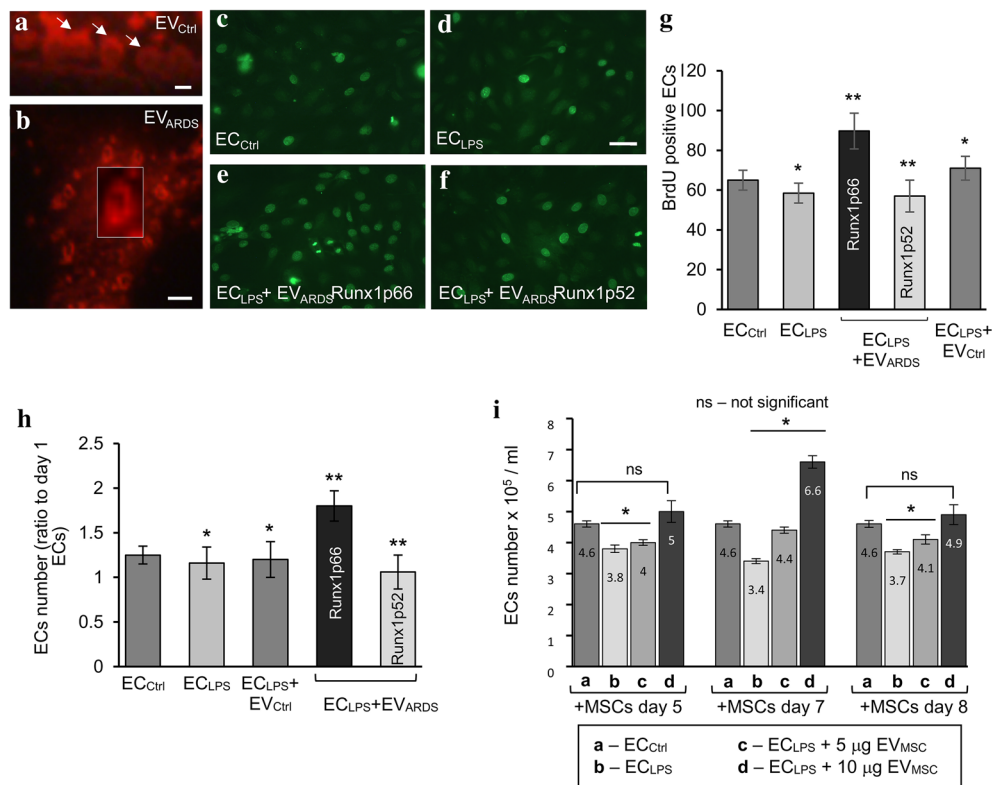 a
EVCtrl
b
EVARDS
c
ECCtrl
d
ECLPS
e
ECLPS+ EVARDSRunx1p66
f
ECLPS+ EVARDSRunx1p52
g
BrdU positive ECs
120
100
80
60
40
20
0
*
**
**
*
Runx1p66
Runx1p52
ECCtrl
ECLPS
ECLPS
+EVARDS
ECLPS+
EVCtrl
h
ECs number (ratio to day 1
ECs)
2.5
2
1.5
1
0.5
0
*
*
**
**
Runx1p66
Runx1p52
ECCtrl
ECLPS
ECLPS+
EVCtrl
ECLPS+EVARDS
i
ns – not significant
ECs number x 10⁵ / ml
8
7
6
5
4
3
2
1
0
ns
*
*
ns
*
4.6
3.8
4
5
4.6
3.4
4.4
6.6
4.6
3.7
4.1
4.9
a b c d a b c d a b c d
+MSCs day 5 +MSCs day 7 +MSCs day 8
a – ECCtrl c – ECLPS + 5 μg EVMSC
b – ECLPS d – ECLPS + 10 μg EVMSC